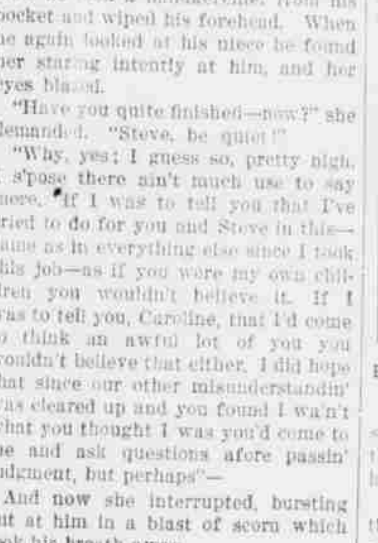 pocket and wiped his forehead. When
he again looked at his niece he found
her staring intently at him, and her
eyes blazed.
"Have you quite finished—now?" she
demanded. "Steve, be quiet!"
"Why, yes; I guess so, pretty nigh.
I s'pose there ain't much use to say
more. If I was to tell you that I've
tried to do for you and Steve in this—
same as in everything else since I took
this job—as if you were my own chil-
dren you wouldn't believe it. If I
was to tell you, Caroline, that I'd come
to think an awful lot of you you
wouldn't believe that either. I did hope
that since our other misunderstandin'
was cleared up and you found I wa'n't
what you thought I was you'd come to
me and ask questions afore passin'
judgment, but perhaps"—
And now she interrupted, bursting
out at him in a blast of scorn which
took his breath away.